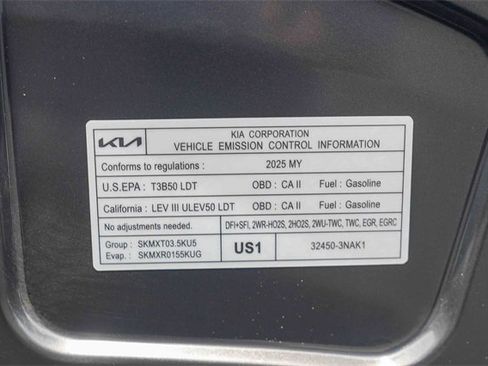 KIA
KIA CORPORATION
VEHICLE EMISSION CONTROL INFORMATION
Conforms to regulations : 2025 MY
U.S.EPA : T3B50 LDT OBD : CA II Fuel : Gasoline
California : LEV III ULEV50 LDT OBD : CA II Fuel : Gasoline
No adjustments needed. DFI+SFI, 2WR-HO2S, 2HO2S, 2WU-TWC, TWC, EGR, EGRC
Group : SKMXT03.5KU5
Evap. : SKMXR0155KUG
US1
32450-3NAK1